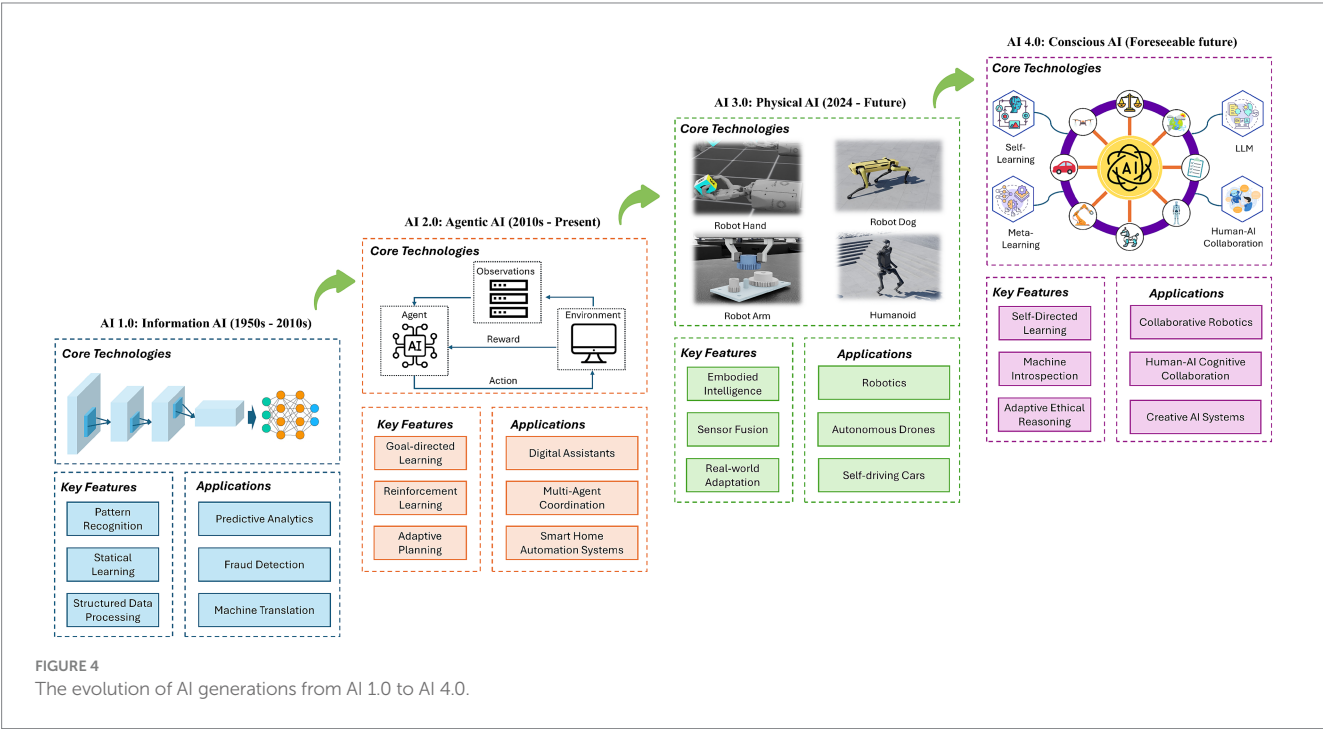 AI 1.0: Information AI (1950s - 2010s)
Core Technologies
Key Features
Pattern
Recognition
Statical
Learning
Structured Data
Processing
Applications
Predictive Analytics
Fraud Detection
Machine Translation
AI 2.0: Agentic AI (2010s - Present)
Core Technologies
Observations
Agent
AI
Environment
Reward
Action
Key Features
Goal-directed
Learning
Reinforcement
Learning
Adaptive
Planning
Applications
Digital Assistants
Multi-Agent
Coordination
Smart Home
Automation Systems
AI 3.0: Physical AI (2024 - Future)
Core Technologies
Robot Hand
Robot Dog
Robot Arm
Humanoid
Key Features
Embodied
Intelligence
Sensor Fusion
Real-world
Adaptation
Applications
Robotics
Autonomous Drones
Self-driving Cars
AI 4.0: Conscious AI (Foreseeable future)
Core Technologies
Self-
Learning
Meta-
Learning
AI
LLM
Human-AI
Collaboration
Key Features
Self-Directed
Learning
Machine
Introspection
Adaptive Ethical
Reasoning
Applications
Collaborative Robotics
Human-AI Cognitive
Collaboration
Creative AI Systems
FIGURE 4
The evolution of AI generations from AI 1.0 to AI 4.0.